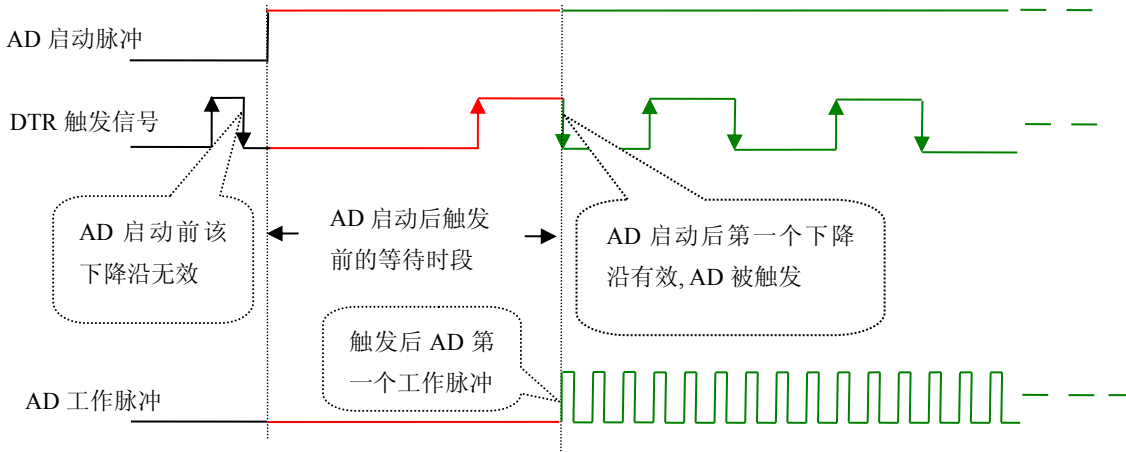 AD 启动脉冲
DTR 触发信号
AD 启动前该
下降沿无效
AD 启动后触发
前的等待时段
AD 启动后第一个下降
沿有效, AD 被触发
触发后 AD 第
一个工作脉冲
AD 工作脉冲